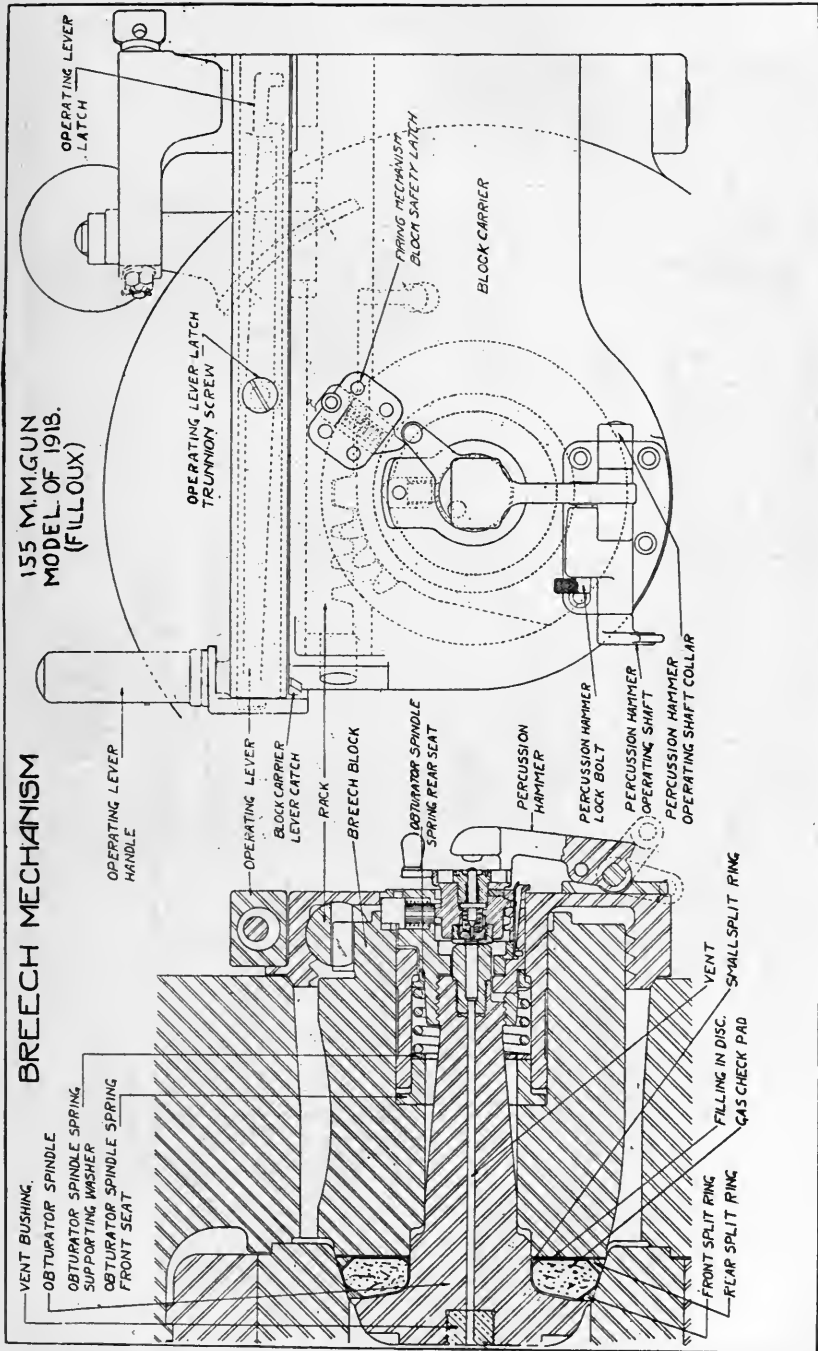 BREECH MECHANISM
155 M.M.GUN
MODEL OF 1918.
(FILLOUX)
VENT BUSHING.
OBTURATOR SPINDLE
OBTURATOR SPINDLE SPRING
SUPPORTING WASHER
OBTURATOR SPINDLE SPRING
FRONT SEAT
OPERATING LEVER
HANDLE
OPERATING LEVER
BLOCK CARRIER
LEVER CATCH
RACK
BREECH BLOCK
OBTURATOR SPINDLE
SPRING REAR SEAT
PERCUSSION
HAMMER
PERCUSSION HAMMER
LOCK BOLT
PERCUSSION HAMMER
OPERATING SHAFT
PERCUSSION HAMMER
OPERATING SHAFT COLLAR
OPERATING LEVER LATCH
TRUNNION SCREW
OPERATING LEVER
LATCH
FIRING MECHANISM
BLOCK SAFETY LATCH
BLOCK CARRIER
FRONT SPLIT RING
REAR SPLIT RING
FILLING IN DISC.
GAS CHECK PAD
VENT
SMALL SPLIT RING